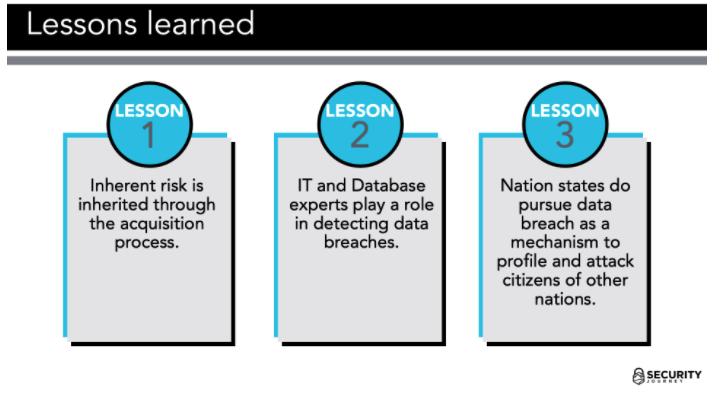 Lessons learned
LESSON
1
Inherent risk is
inherited through
the acquisition
process.
LESSON
2
IT and Database
experts play a role
in detecting data
breaches.
LESSON
3
Nation states do
pursue data
breach as a
mechanism to
profile and attack
citizens of other
nations.
SECURITY
JOURNEY